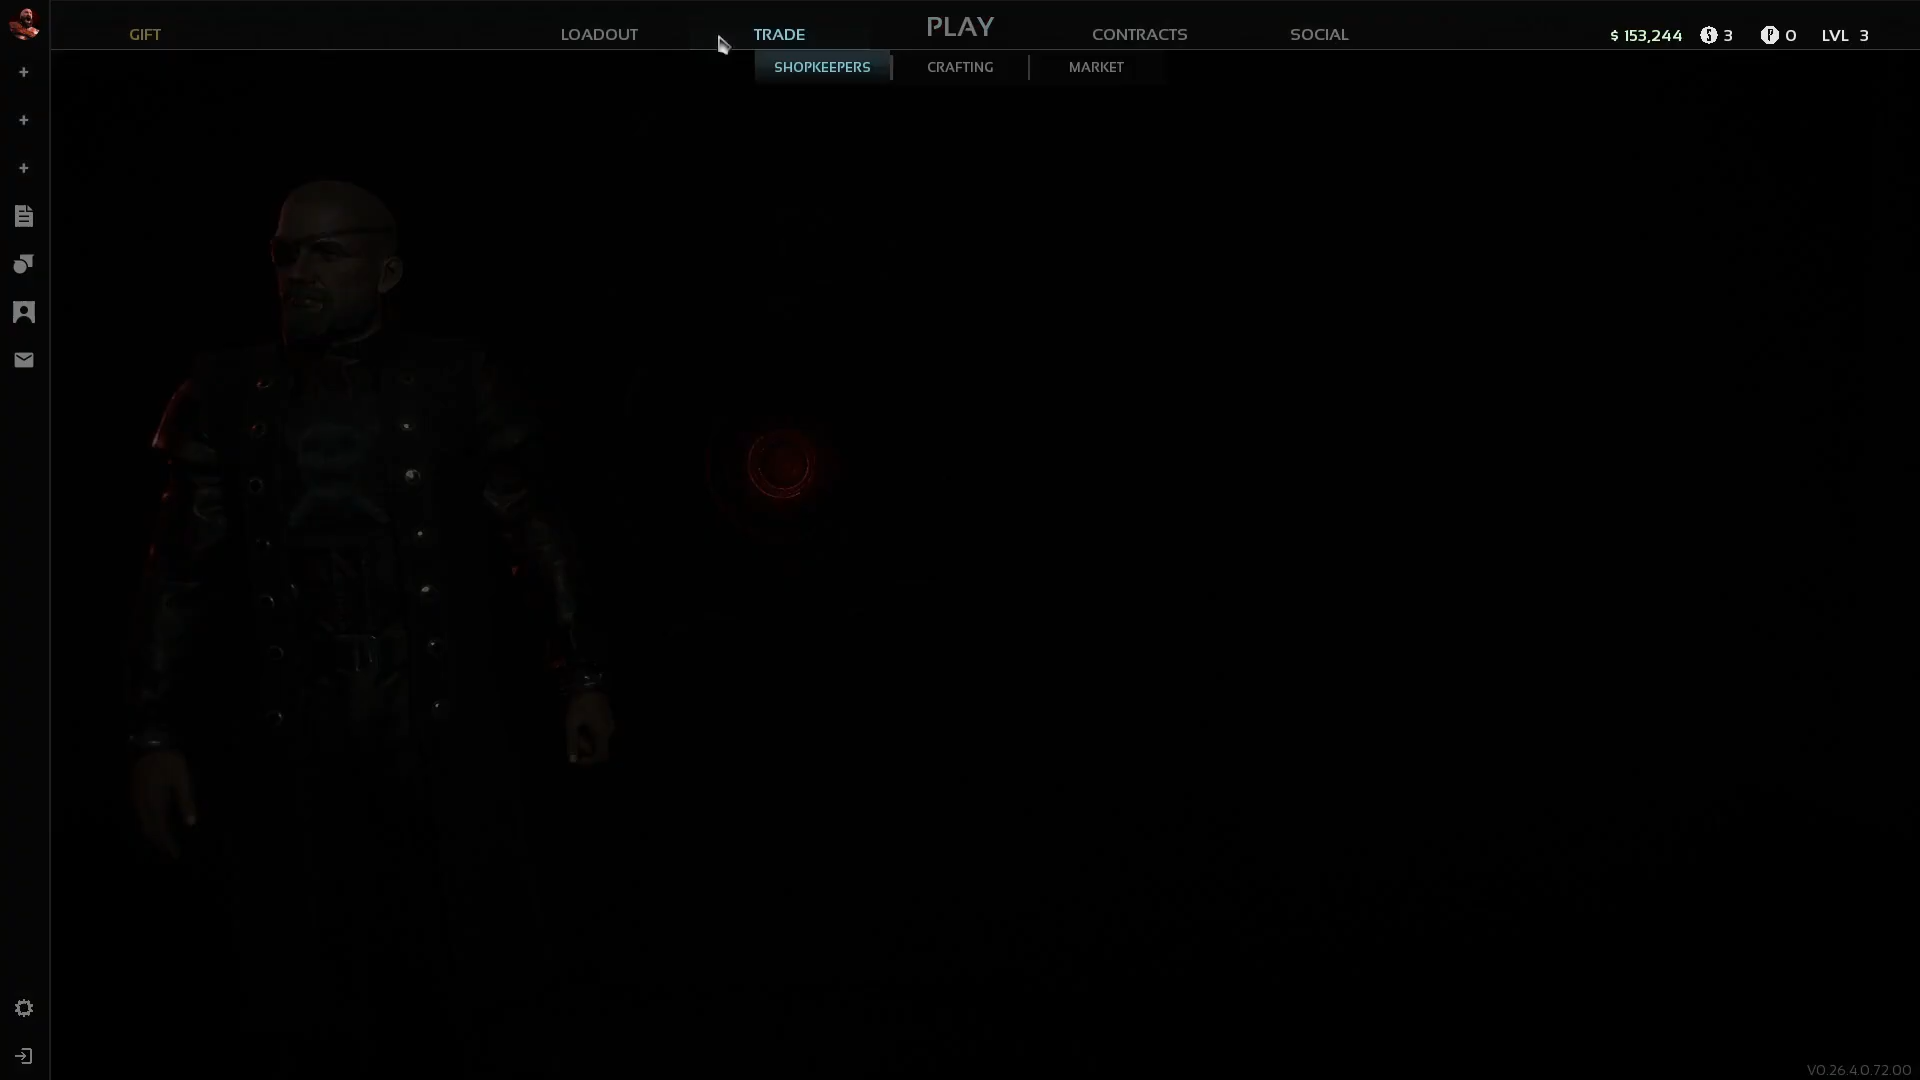 GIFT LOADOUT TRADE PLAY CONTRACTS SOCIAL $ 153,244 S 3 P 0 LVL 3
SHOPKEEPERS CRAFTING MARKET
V0.26.4.0.72.00